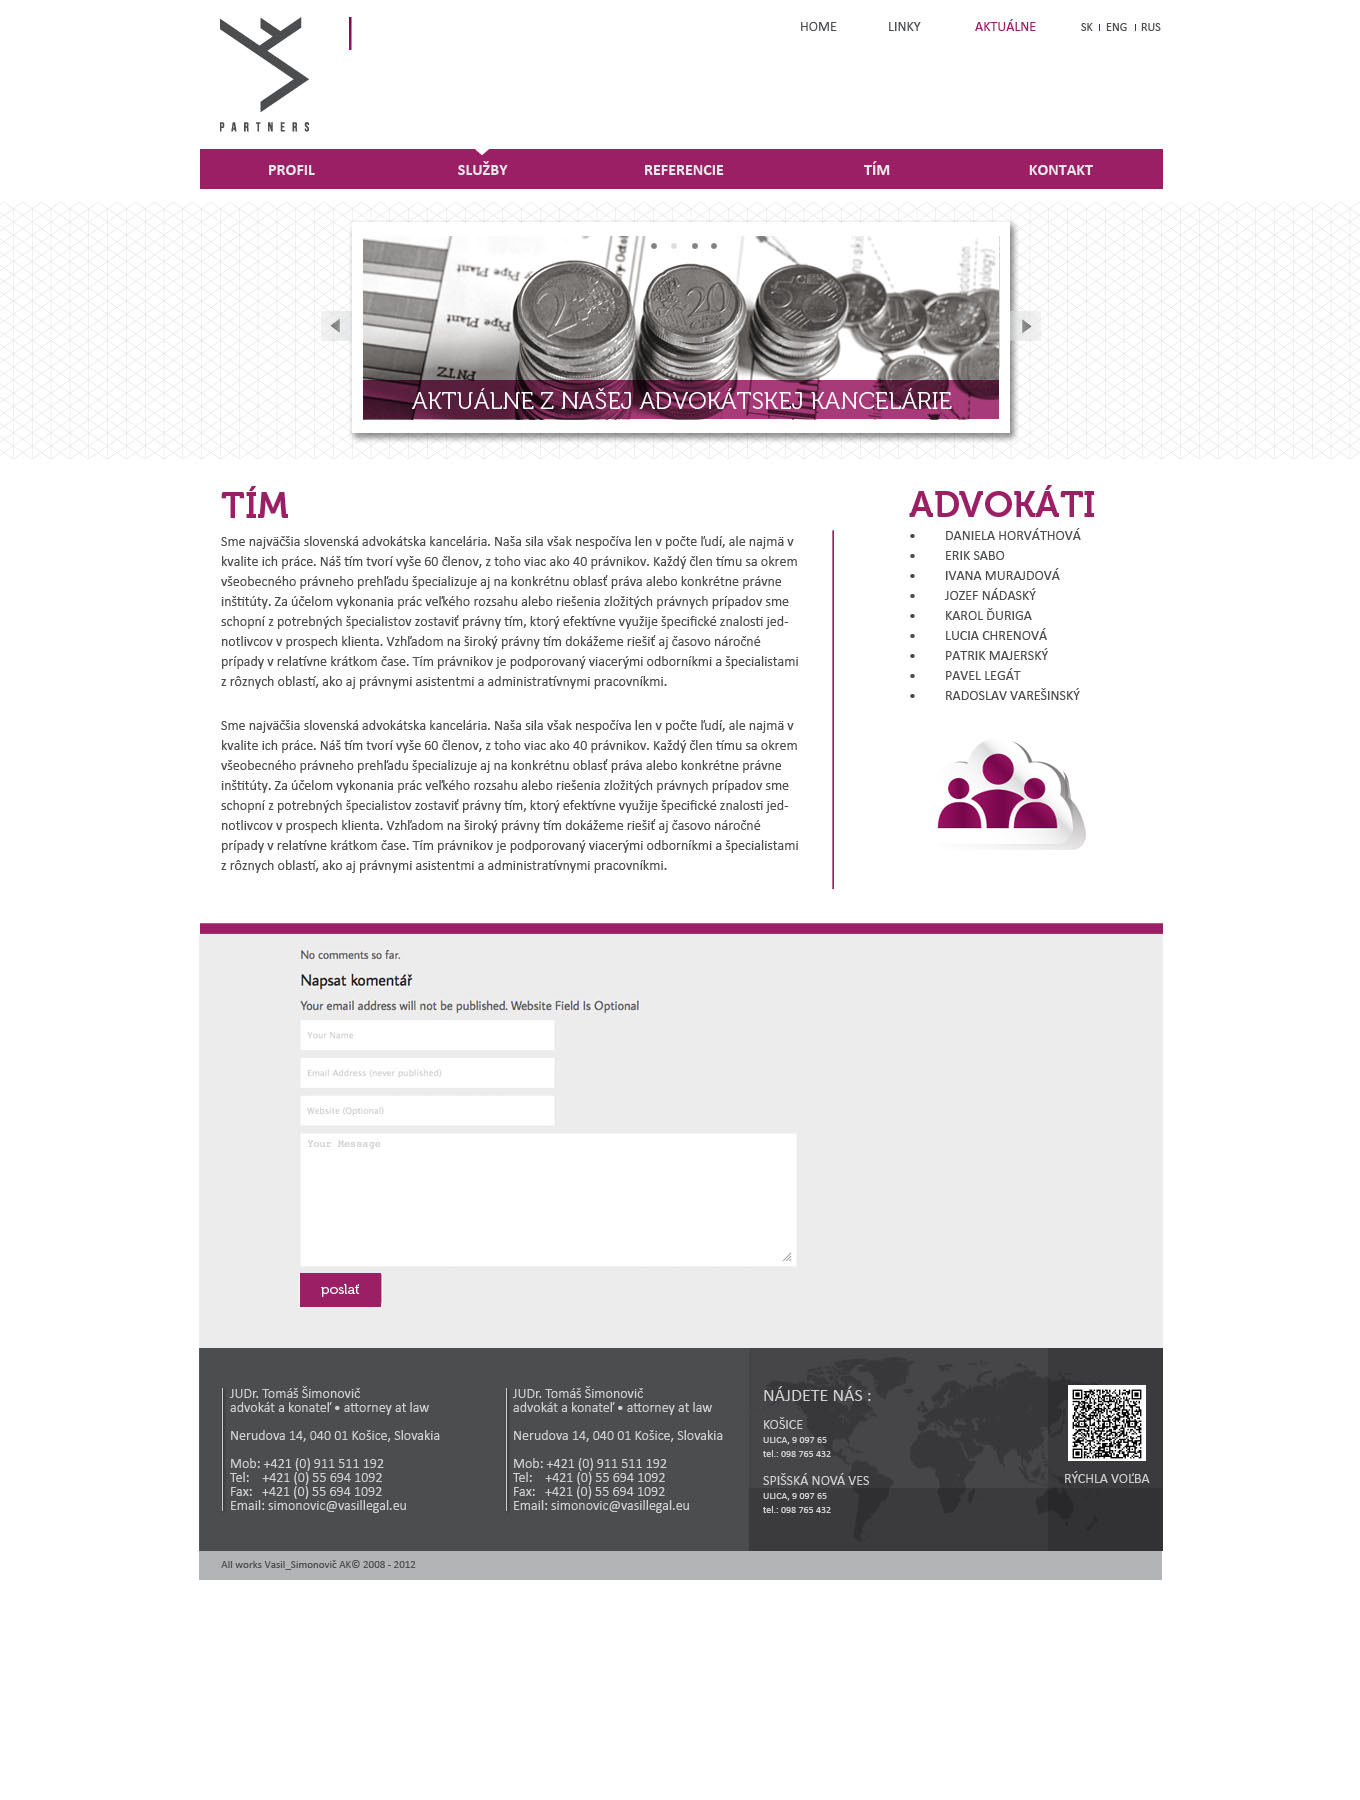 HOME LINKY AKTUÁLNE SK ENG RUS
PARTNERS
PROFIL SLUŽBY REFERENCIE TÍM KONTAKT
Pipe Plant
Pipe Plant
PNTZ
AKTUÁLNE Z NAŠEJ ADVOKÁTSKEJ KANCELÁRIE
TÍM
Sme najväčšia slovenská advokátska kancelária. Naša sila však nespočíva len v počte ľudí, ale najmä v
kvalite ich práce. Náš tím tvorí vyše 60 členov, z toho viac ako 40 právnikov. Každý člen tímu sa okrem
všeobecného právneho prehľadu špecializuje aj na konkrétnu oblasť práva alebo konkrétne právne
inštitúty. Za účelom vykonania prác veľkého rozsahu alebo riešenia zložitých právnych prípadov sme
schopní z potrebných špecialistov zostaviť právny tím, ktorý efektívne využije špecifické znalosti jed-
notlivcov v prospech klienta. Vzhľadom na široký právny tím dokážeme riešiť aj časovo náročné
prípady v relatívne krátkom čase. Tím právnikov je podporovaný viacerými odborníkmi a špecialistami
z rôznych oblastí, ako aj právnymi asistentmi a administratívnymi pracovníkmi.
Sme najväčšia slovenská advokátska kancelária. Naša sila však nespočíva len v počte ľudí, ale najmä v
kvalite ich práce. Náš tím tvorí vyše 60 členov, z toho viac ako 40 právnikov. Každý člen tímu sa okrem
všeobecného právneho prehľadu špecializuje aj na konkrétnu oblasť práva alebo konkrétne právne
inštitúty. Za účelom vykonania prác veľkého rozsahu alebo riešenia zložitých právnych prípadov sme
schopní z potrebných špecialistov zostaviť právny tím, ktorý efektívne využije špecifické znalosti jed-
notlivcov v prospech klienta. Vzhľadom na široký právny tím dokážeme riešiť aj časovo náročné
prípady v relatívne krátkom čase. Tím právnikov je podporovaný viacerými odborníkmi a špecialistami
z rôznych oblastí, ako aj právnymi asistentmi a administratívnymi pracovníkmi.
ADVOKÁTI
• DANIELA HORVÁTHOVÁ
• ERIK SABO
• IVANA MURAJDOVÁ
• JOZEF NÁDASKÝ
• KAROL ĎURIGA
• LUCIA CHRENOVÁ
• PATRIK MAJERSKÝ
• PAVEL LEGÁT
• RADOSLAV VAREŠINSKÝ
No comments so far.
Napsat komentář
Your email address will not be published. Website Field Is Optional
Your Name
Email Address (never published)
Website (Optional)
Your Message
poslať
JUDr. Tomáš Šimonovič
advokát a konateľ • attorney at law
Nerudova 14, 040 01 Košice, Slovakia
Mob: +421 (0) 911 511 192
Tel: +421 (0) 55 694 1092
Fax: +421 (0) 55 694 1092
Email: simonovic@vasillegal.eu
JUDr. Tomáš Šimonovič
advokát a konateľ • attorney at law
Nerudova 14, 040 01 Košice, Slovakia
Mob: +421 (0) 911 511 192
Tel: +421 (0) 55 694 1092
Fax: +421 (0) 55 694 1092
Email: simonovic@vasillegal.eu
NÁJDETE NÁS :
KOŠICE
ULICA, 9 097 65
tel.: 098 765 432
SPIŠSKÁ NOVÁ VES
ULICA, 9 097 65
tel.: 098 765 432
RÝCHLA VOĽBA
All works Vasil_Simonovič AK© 2008 - 2012